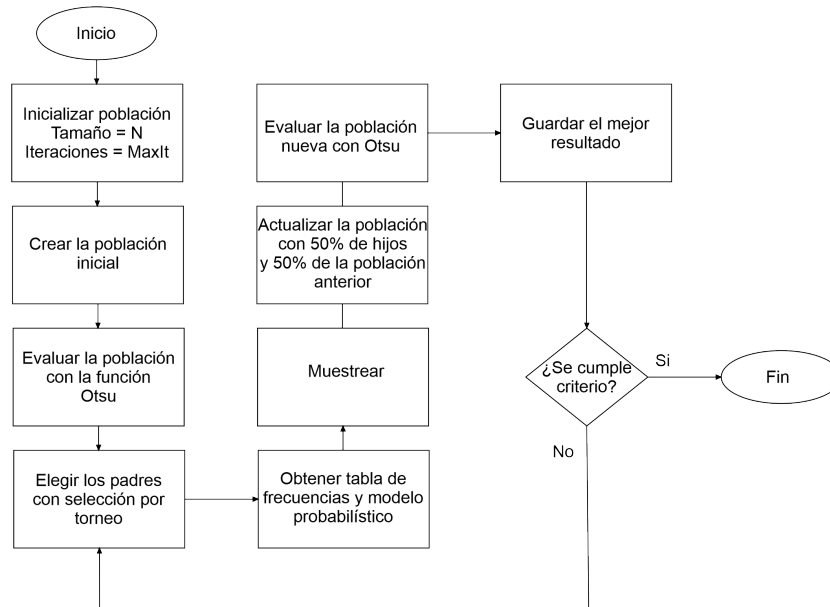 Inicio
Inicializar población
Tamaño = N
Iteraciones = MaxIt
Crear la población
inicial
Evaluar la población
con la función
Otsu
Elegir los padres
con selección por
torneo
Obtener tabla de
frecuencias y modelo
probabilístico
Muestrear
Actualizar la población
con 50% de hijos
y 50% de la población
anterior
Evaluar la población
nueva con Otsu
Guardar el mejor
resultado
¿Se cumple
criterio?
Si
No
Fin